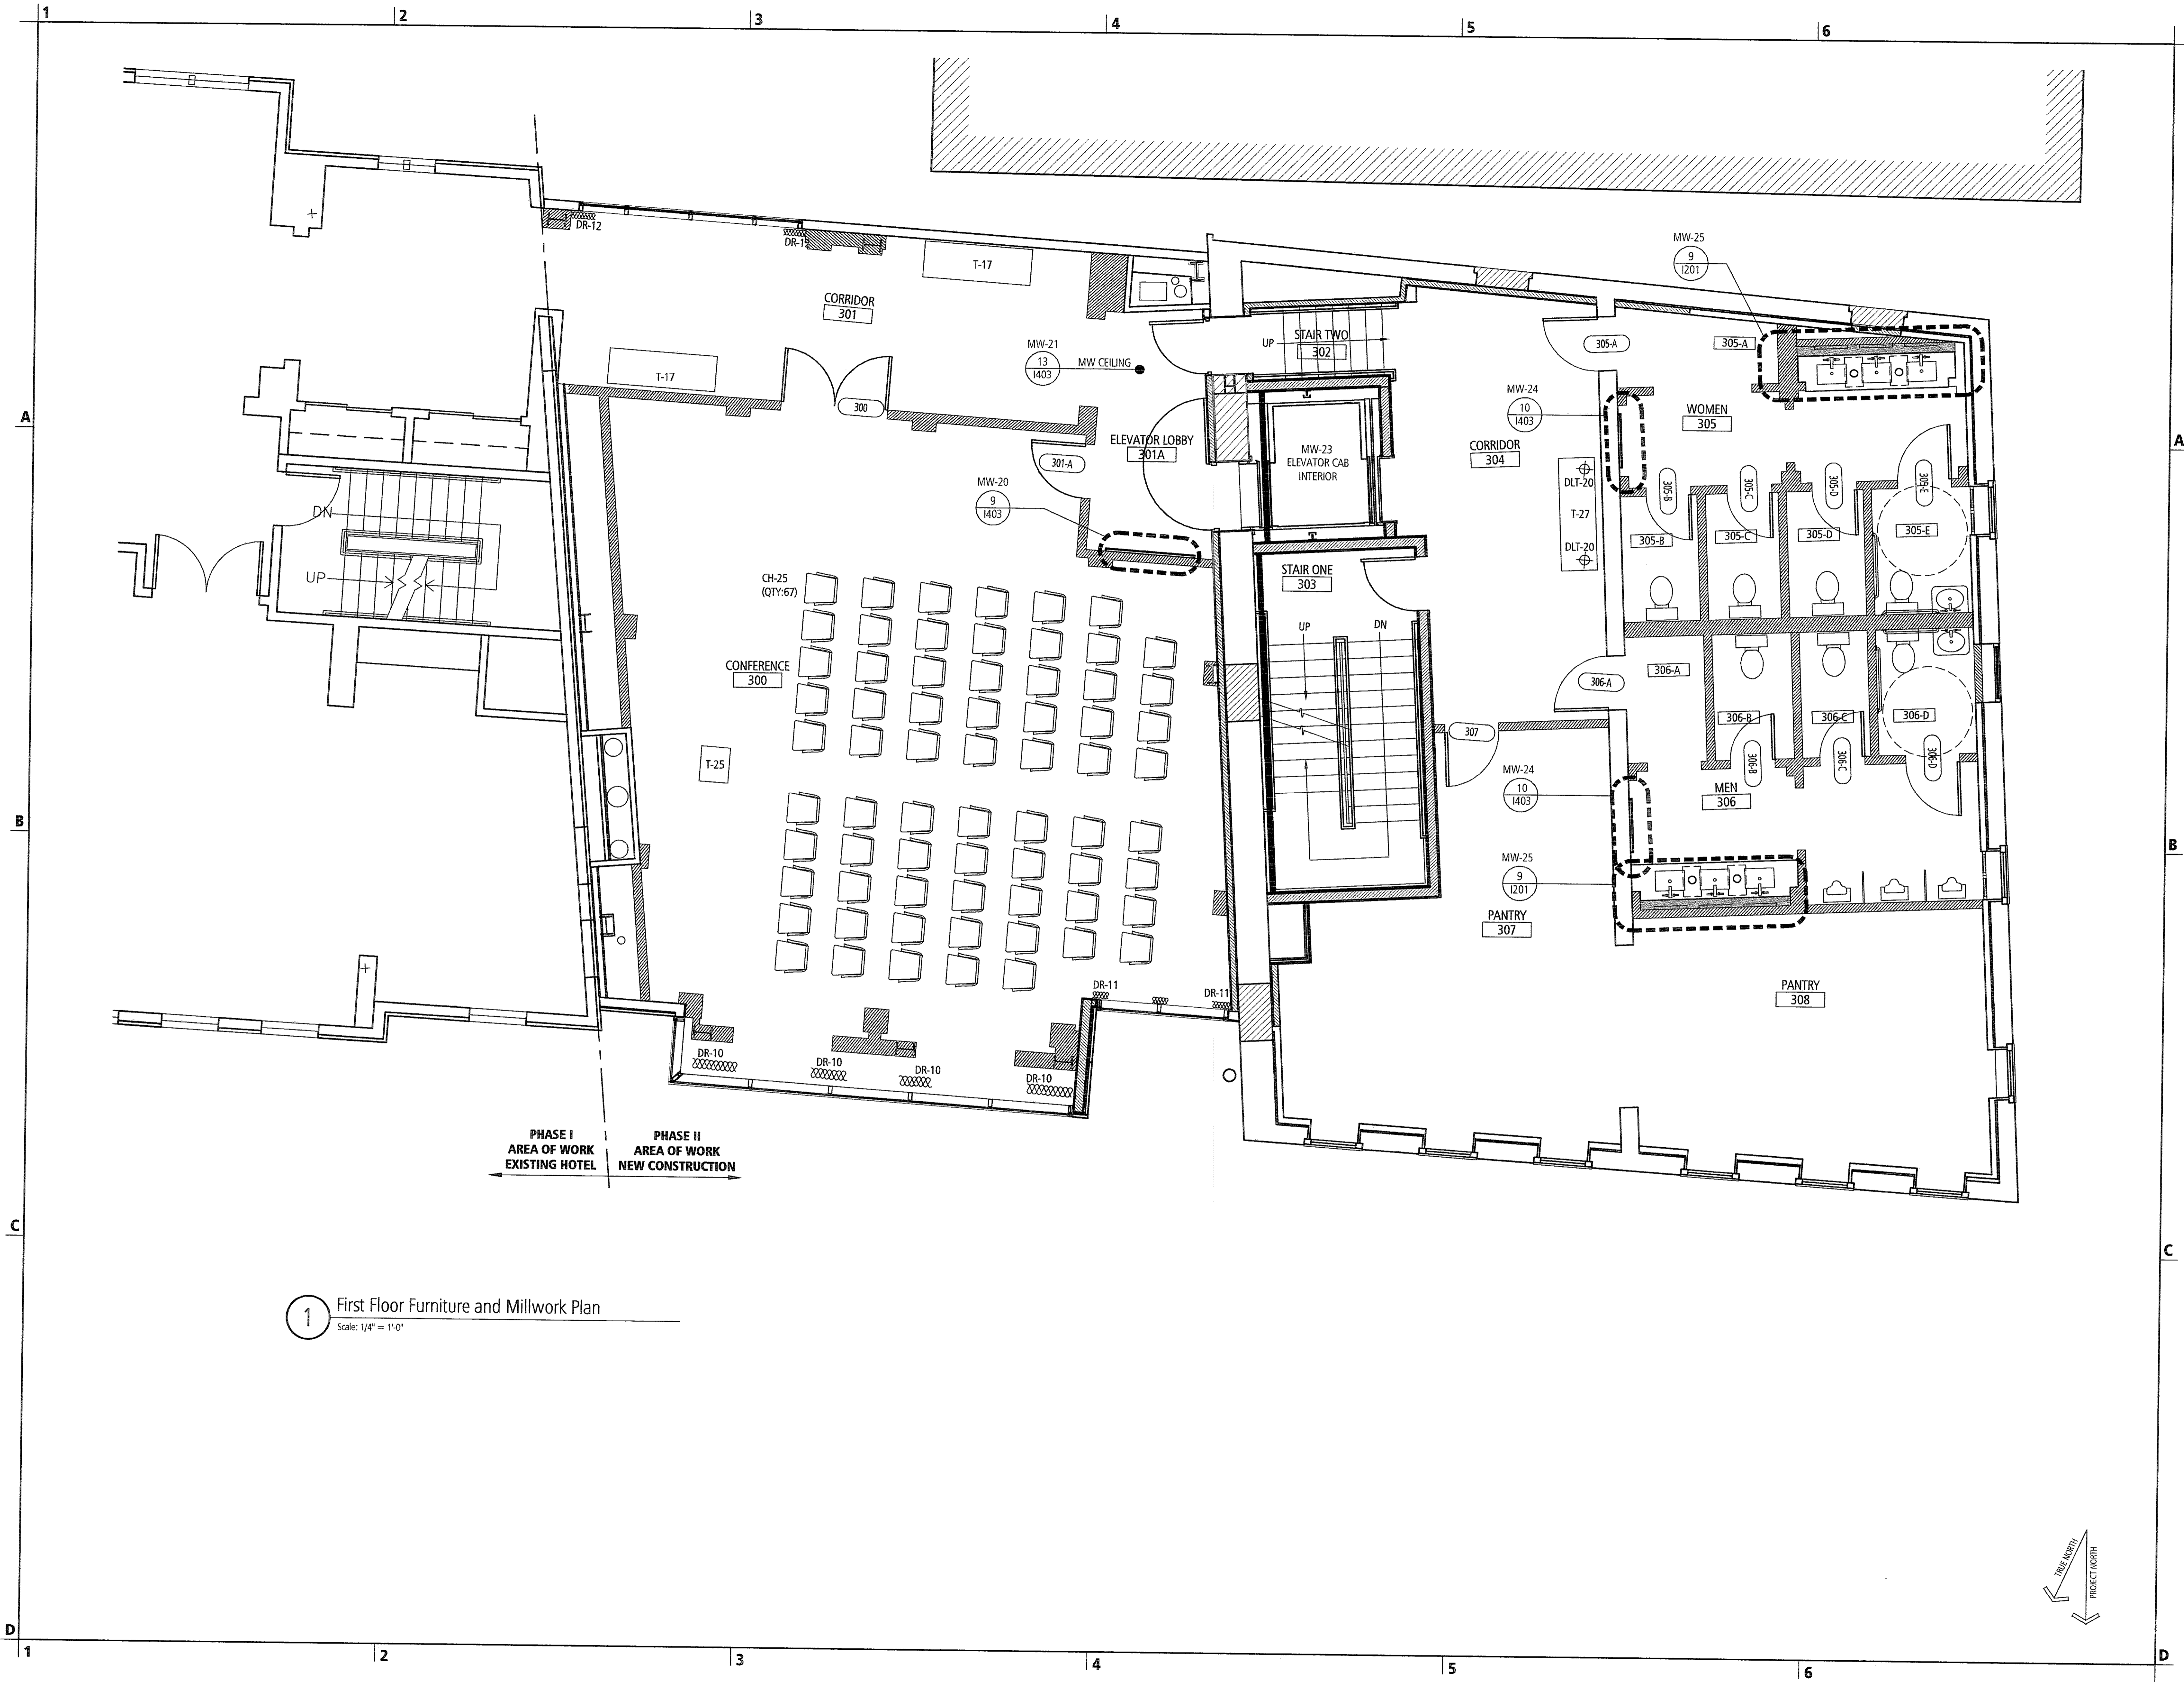 1
2
3
4
5
6
DR-12
DR-12
T-17
CORRIDOR
301
T-17
300
MW-21
13
I403
MW CEILING
STAIR TWO
UP
302
MW-25
9
I201
305-A
305-A
MW-24
10
I403
WOMEN
305
A
A
ELEVATOR LOBBY
301A
301-A
MW-23
ELEVATOR CAB
INTERIOR
CORRIDOR
304
MW-20
9
I403
DLT-20
T-27
DLT-20
305-B
305-C
305-D
305-E
305-B
305-C
305-D
305-E
DN
UP
STAIR ONE
303
CH-25
(QTY:67)
UP
DN
CONFERENCE
300
306-A
306-A
306-B
306-C
306-D
307
306-B
306-C
306-D
T-25
MW-24
10
I403
MEN
306
B
B
MW-25
9
I201
PANTRY
307
PANTRY
308
DR-11
DR-11
DR-10
DR-10
DR-10
DR-10
PHASE I
AREA OF WORK
EXISTING HOTEL
PHASE II
AREA OF WORK
NEW CONSTRUCTION
C
C
1
First Floor Furniture and Millwork Plan
Scale: 1/4" = 1'-0"
TRUE NORTH
PROJECT NORTH
D
D
1
2
3
4
5
6